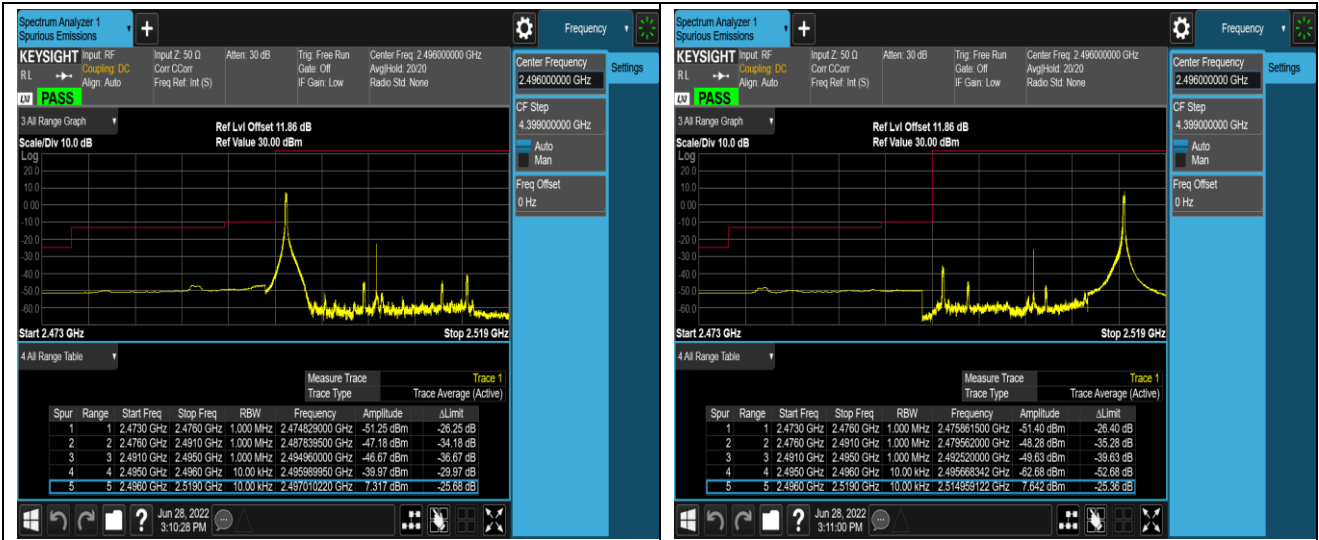 Spectrum Analyzer 1
Spurious Emissions
+
Frequency
KEYSIGHT Input: RF Input Z: 50 Ω Atten: 30 dB Trig: Free Run Center Freq: 2.496000000 GHz
RL Coupling: DC Corr CCorr Gate: Off Avg|Hold: 20/20
Align: Auto Freq Ref: Int (S) IF Gain: Low Radio Std: None
LXI PASS
Center Frequency
2.496000000 GHz
Settings
CF Step
4.399000000 GHz
Auto
Man
Freq Offset
0 Hz
3 All Range Graph
Ref Lvl Offset 11.86 dB
Scale/Div 10.0 dB Ref Value 30.00 dBm
Log
20.0
10.0
0.00
-10.0
-20.0
-30.0
-40.0
-50.0
-60.0
Start 2.473 GHz Stop 2.519 GHz
4 All Range Table
Measure Trace Trace 1
Trace Type Trace Average (Active)
Spur Range Start Freq Stop Freq RBW Frequency Amplitude ΔLimit
1 1 2.4730 GHz 2.4760 GHz 1.000 MHz 2.474829000 GHz -51.25 dBm -26.25 dB
2 2 2.4760 GHz 2.4910 GHz 1.000 MHz 2.487839500 GHz -47.18 dBm -34.18 dB
3 3 2.4910 GHz 2.4950 GHz 1.000 MHz 2.494960000 GHz -46.67 dBm -36.67 dB
4 4 2.4950 GHz 2.4960 GHz 10.00 kHz 2.495989950 GHz -39.97 dBm -29.97 dB
5 5 2.4960 GHz 2.5190 GHz 10.00 kHz 2.497010220 GHz 7.317 dBm -25.68 dB
?
Jun 28, 2022
3:10:28 PM
Spectrum Analyzer 1
Spurious Emissions
+
Frequency
KEYSIGHT Input: RF Input Z: 50 Ω Atten: 30 dB Trig: Free Run Center Freq: 2.496000000 GHz
RL Coupling: DC Corr CCorr Gate: Off Avg|Hold: 20/20
Align: Auto Freq Ref: Int (S) IF Gain: Low Radio Std: None
LXI PASS
Center Frequency
2.496000000 GHz
Settings
CF Step
4.399000000 GHz
Auto
Man
Freq Offset
0 Hz
3 All Range Graph
Ref Lvl Offset 11.86 dB
Scale/Div 10.0 dB Ref Value 30.00 dBm
Log
20.0
10.0
0.00
-10.0
-20.0
-30.0
-40.0
-50.0
-60.0
Start 2.473 GHz Stop 2.519 GHz
4 All Range Table
Measure Trace Trace 1
Trace Type Trace Average (Active)
Spur Range Start Freq Stop Freq RBW Frequency Amplitude ΔLimit
1 1 2.4730 GHz 2.4760 GHz 1.000 MHz 2.475861500 GHz -51.40 dBm -26.40 dB
2 2 2.4760 GHz 2.4910 GHz 1.000 MHz 2.479562000 GHz -48.28 dBm -35.28 dB
3 3 2.4910 GHz 2.4950 GHz 1.000 MHz 2.492520000 GHz -49.63 dBm -39.63 dB
4 4 2.4950 GHz 2.4960 GHz 10.00 kHz 2.495668342 GHz -62.68 dBm -52.68 dB
5 5 2.4960 GHz 2.5190 GHz 10.00 kHz 2.514959122 GHz 7.642 dBm -25.36 dB
?
Jun 28, 2022
3:11:00 PM